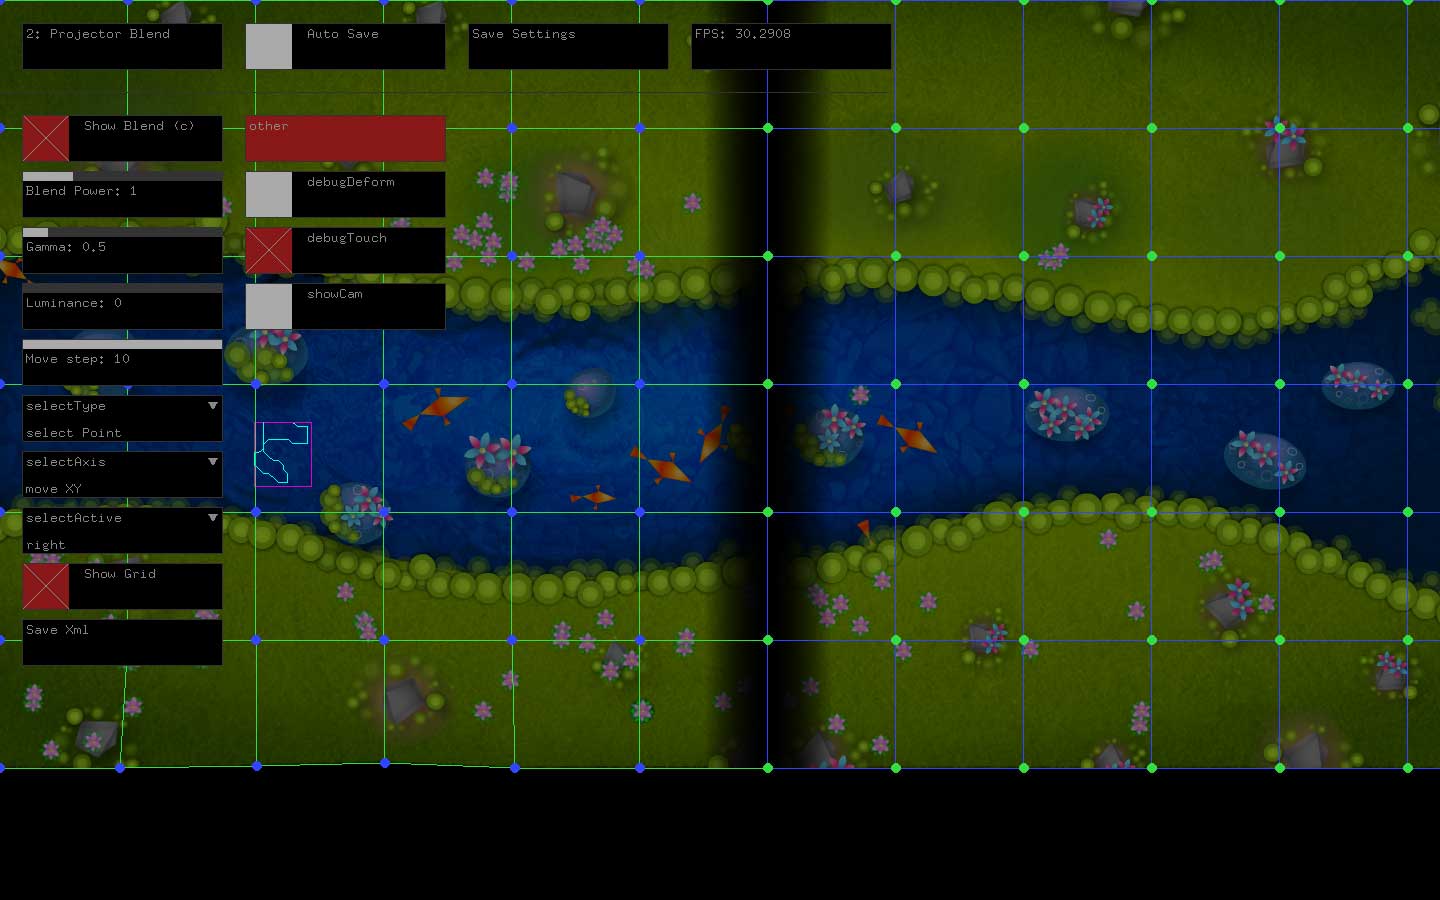 2: Projector Blend
Auto Save
Save Settings
FPS: 30.2908
Show Blend (c)
Blend Power: 1
Gamma: 0.5
Luminance: 0
Move step: 10
selectType
select Point
selectAxis
move XY
selectActive
right
Show Grid
Save Xml
other
debugDeform
debugTouch
showCam